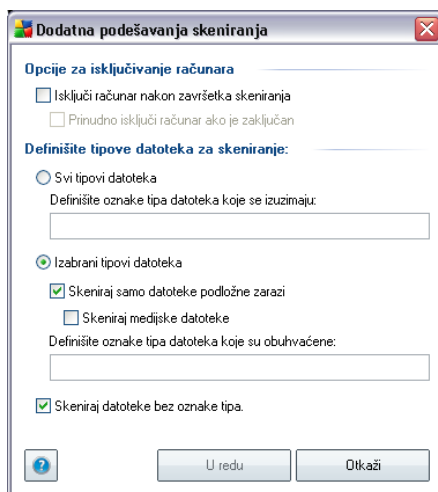 Dodatna podešavanja skeniranja
Opcije za isključivanje računara
Isključi računar nakon završetka skeniranja
Prinudno isključi računar ako je zaključan
Definišite tipove datoteka za skeniranje:
Svi tipovi datoteka
Definišite oznake tipa datoteka koje se izuzimaju:
Izabrani tipovi datoteka
Skeniraj samo datoteke podložne zarazi
Skeniraj medijske datoteke
Definišite oznake tipa datoteka koje su obuhvaćene:
Skeniraj datoteke bez oznake tipa.
? U redu Otkaži